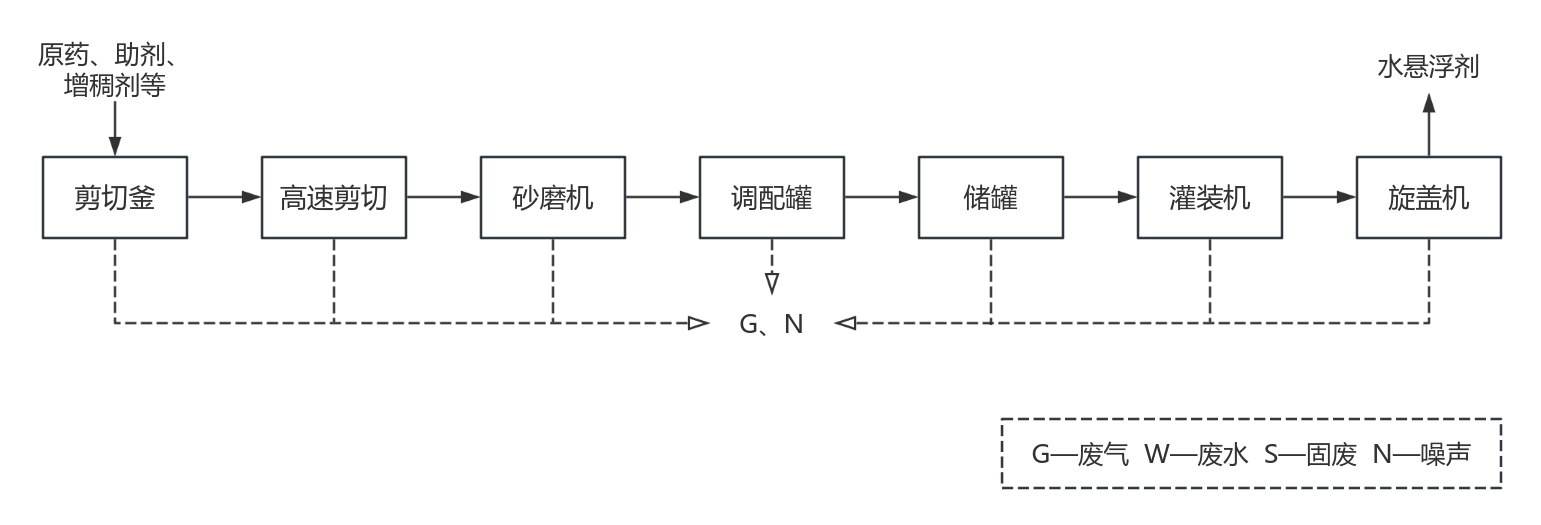 原药、助剂、
增稠剂等
水悬浮剂
剪切釜
高速剪切
砂磨机
调配罐
储罐
灌装机
旋盖机
G、N
G—废气 W—废水 S—固废 N—噪声